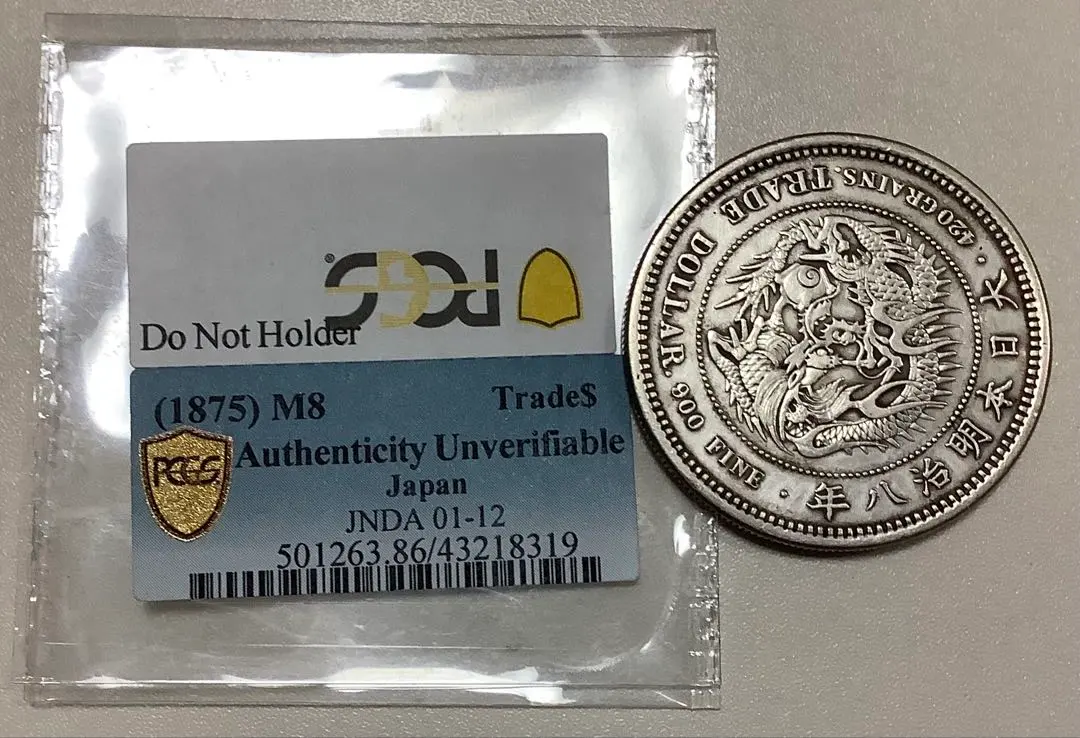 PCGS®
Do Not Holder
(1875) M8 Trade$
PCGS
Authenticity Unverifiable
Japan
JNDA 01-12
501263.86/43218319
420 GRAINS. TRADE DOLLAR 900 FINE
大日本明治八年